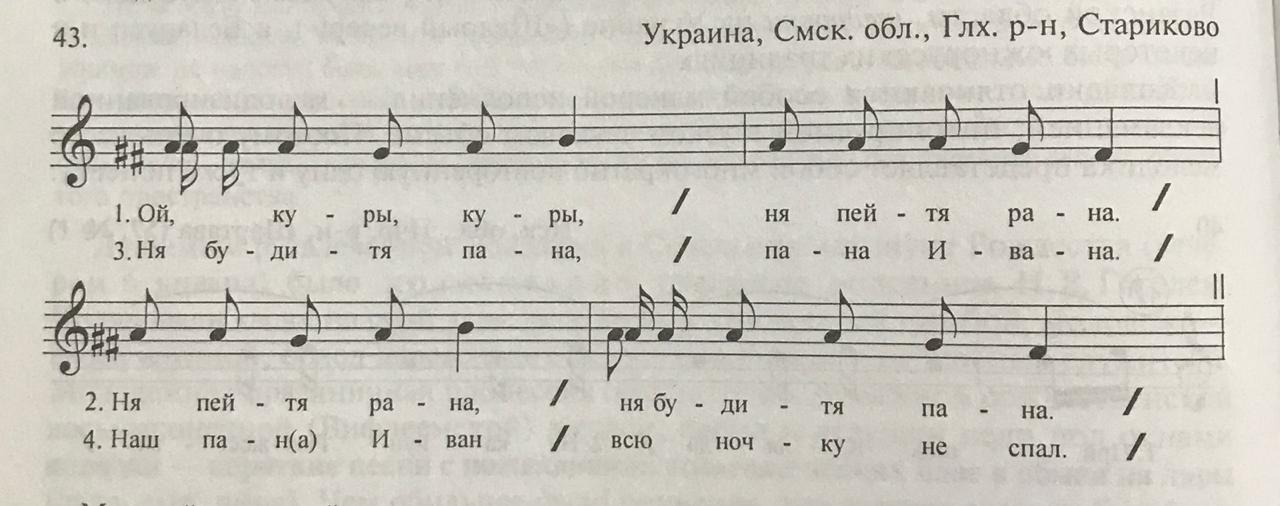 43.
Украина, Смск. обл., Глх. р-н, Стариково
1. Ой, ку - ры, ку - ры, / ня пей - тя ра - на. /
3. Ня бу - ди - тя па - на, / па - на И - ва - на. /
2. Ня пей - тя ра - на, / ня бу - ди - тя па - на. /
4. Наш па - н(а) И - ван / всю ноч - ку не спал. /